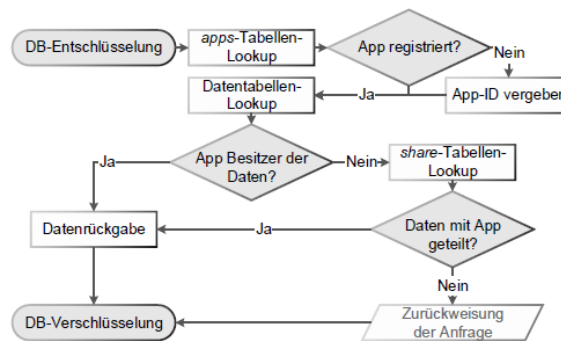 DB-Entschlüsselung
apps-Tabellen-
Lookup
App registriert?
Nein
Datentabellen-
Lookup
Ja
App-ID vergeben
App Besitzer der
Daten?
Ja
Nein
share-Tabellen-
Lookup
Datenrückgabe
Ja
Daten mit App
geteilt?
Nein
DB-Verschlüsselung
Zurückweisung
der Anfrage